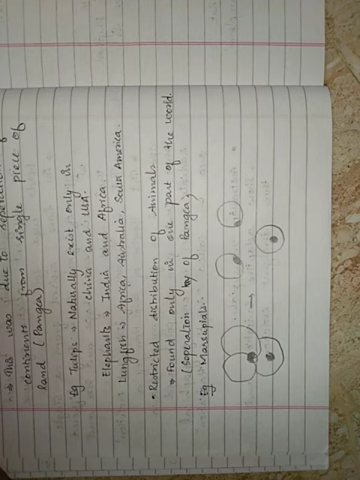 → This was due to seperation of
continents from single piece of
land (Pangea)
Eg Tulips → Naturally exist only in
china and USA.
Elephants → India and Africa
Lungfish → Africa, Australia, South America.
• Restricted distribution of Animals.
→ Found only in one part of the world.
(Seperation of Pangea)
Eg Marsupials.